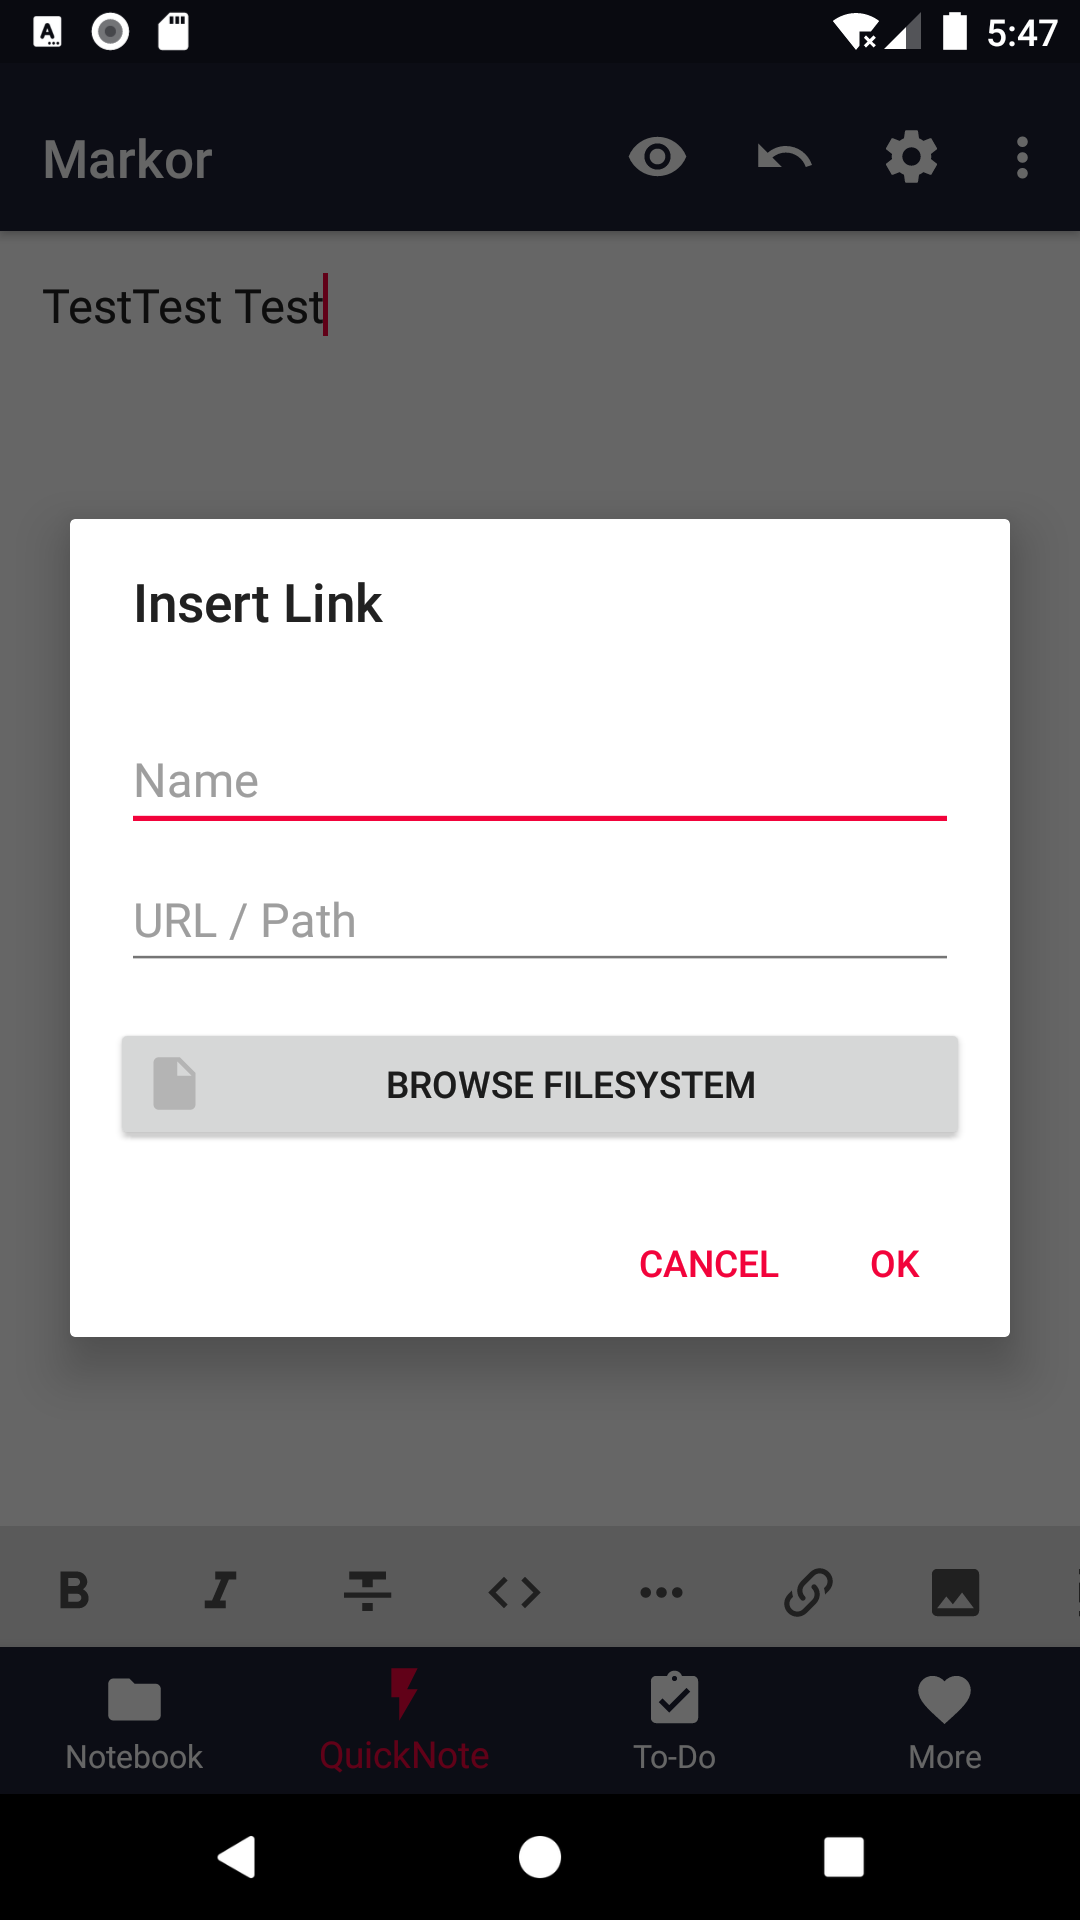 5:47
Markor
TestTest Test
Insert Link
Name
URL / Path
BROWSE FILESYSTEM
CANCEL OK
Notebook QuickNote To-Do More